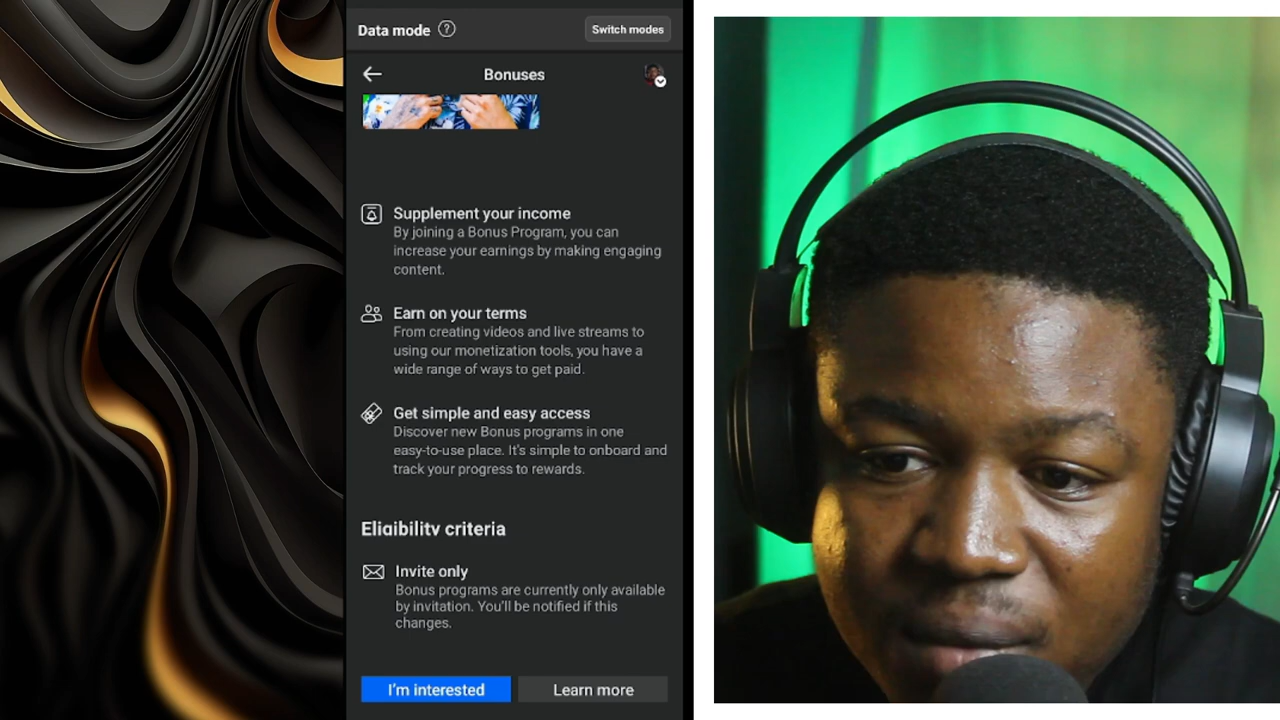 Data mode
Switch modes
Bonuses
Supplement your income
By joining a Bonus Program, you can
increase your earnings by making engaging
content.
Earn on your terms
From creating videos and live streams to
using our monetization tools, you have a
wide range of ways to get paid.
Get simple and easy access
Discover new Bonus programs in one
easy-to-use place. It's simple to onboard and
track your progress to rewards.
Eligibility criteria
Invite only
Bonus programs are currently only available
by invitation. You'll be notified if this
changes.
I'm interested
Learn more